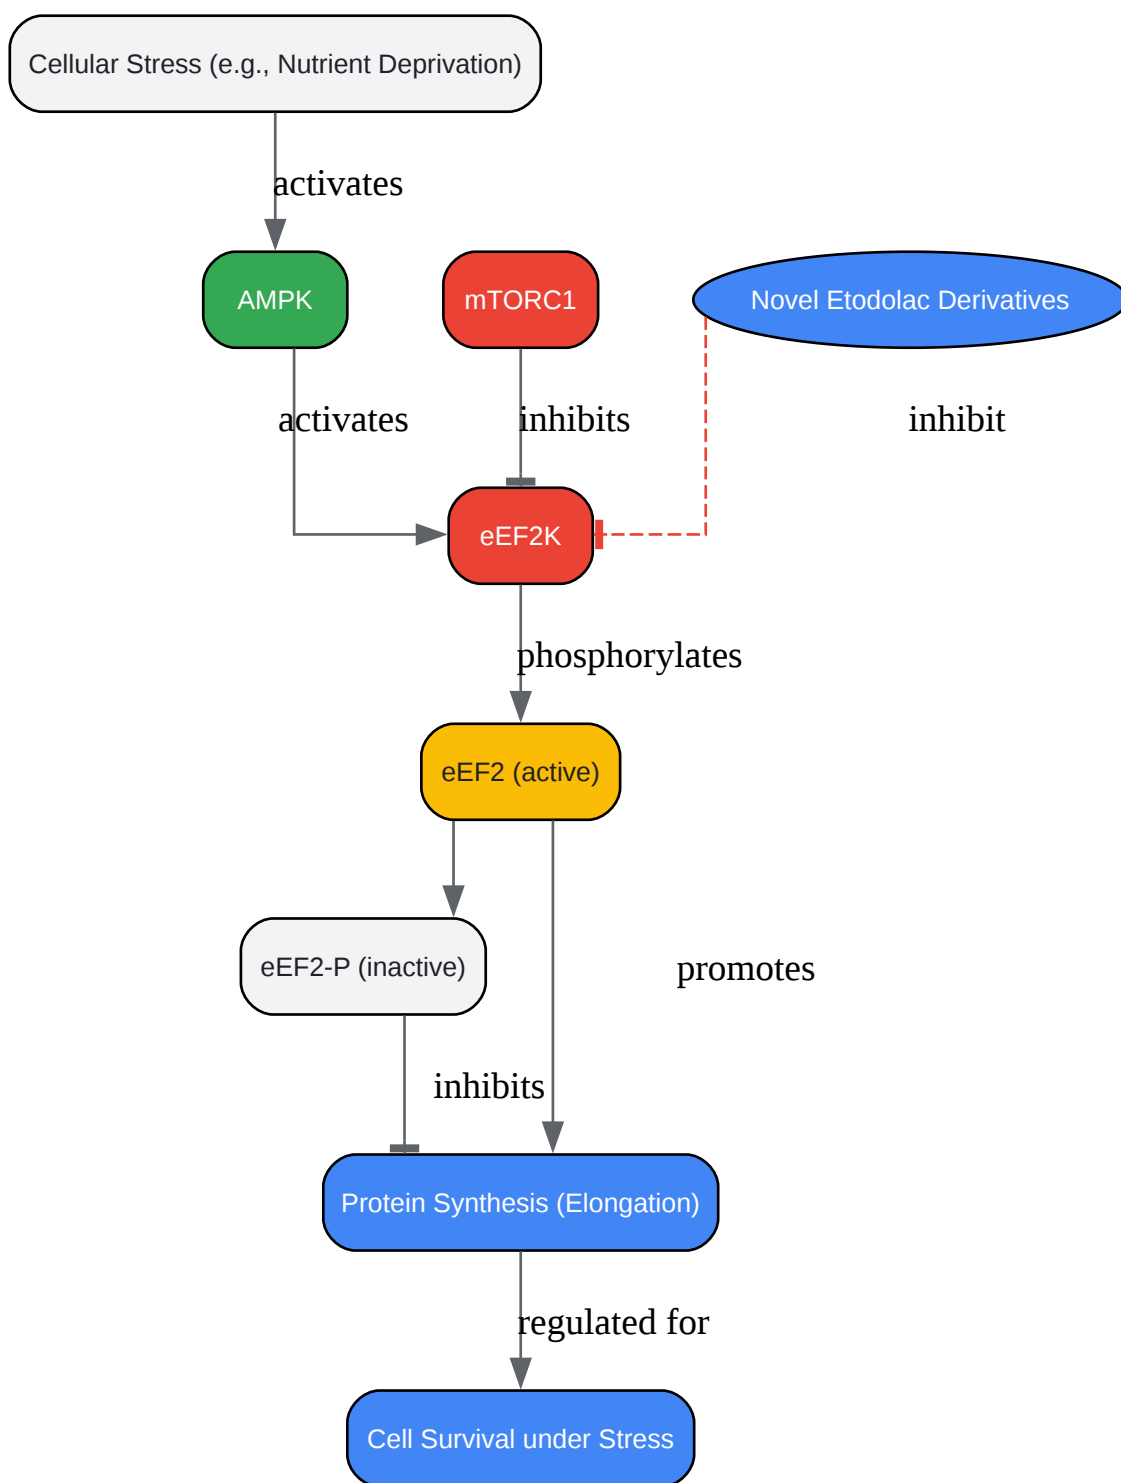 Cellular Stress (e.g., Nutrient Deprivation)
activates
AMPK
mTORC1
Novel Etodolac Derivatives
activates
inhibits
inhibit
eEF2K
phosphorylates
eEF2 (active)
eEF2-P (inactive)
promotes
inhibits
Protein Synthesis (Elongation)
regulated for
Cell Survival under Stress